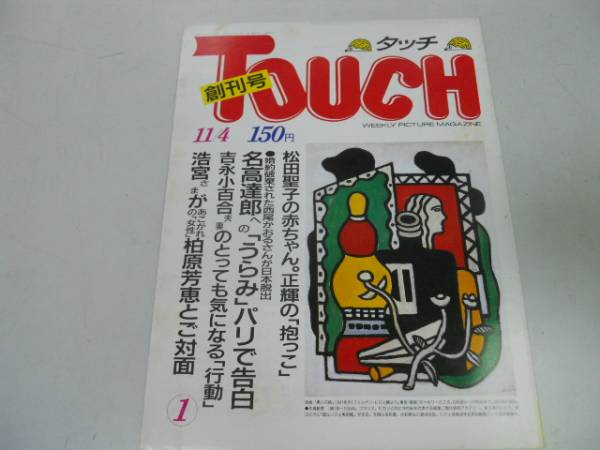 タッチ
TOUCH
創刊号
WEEKLY PICTURE MAGAZINE
11/4 150円
松田聖子の赤ちゃん。正輝の「抱っこ」
●婚約破棄された西尾かおるさんが日本脱出
名高達郎への「うらみ」パリで告白
吉永小百合夫妻のとっても気になる「行動」
浩宮さまがあこがれの“女性”柏原芳恵とご対面
1